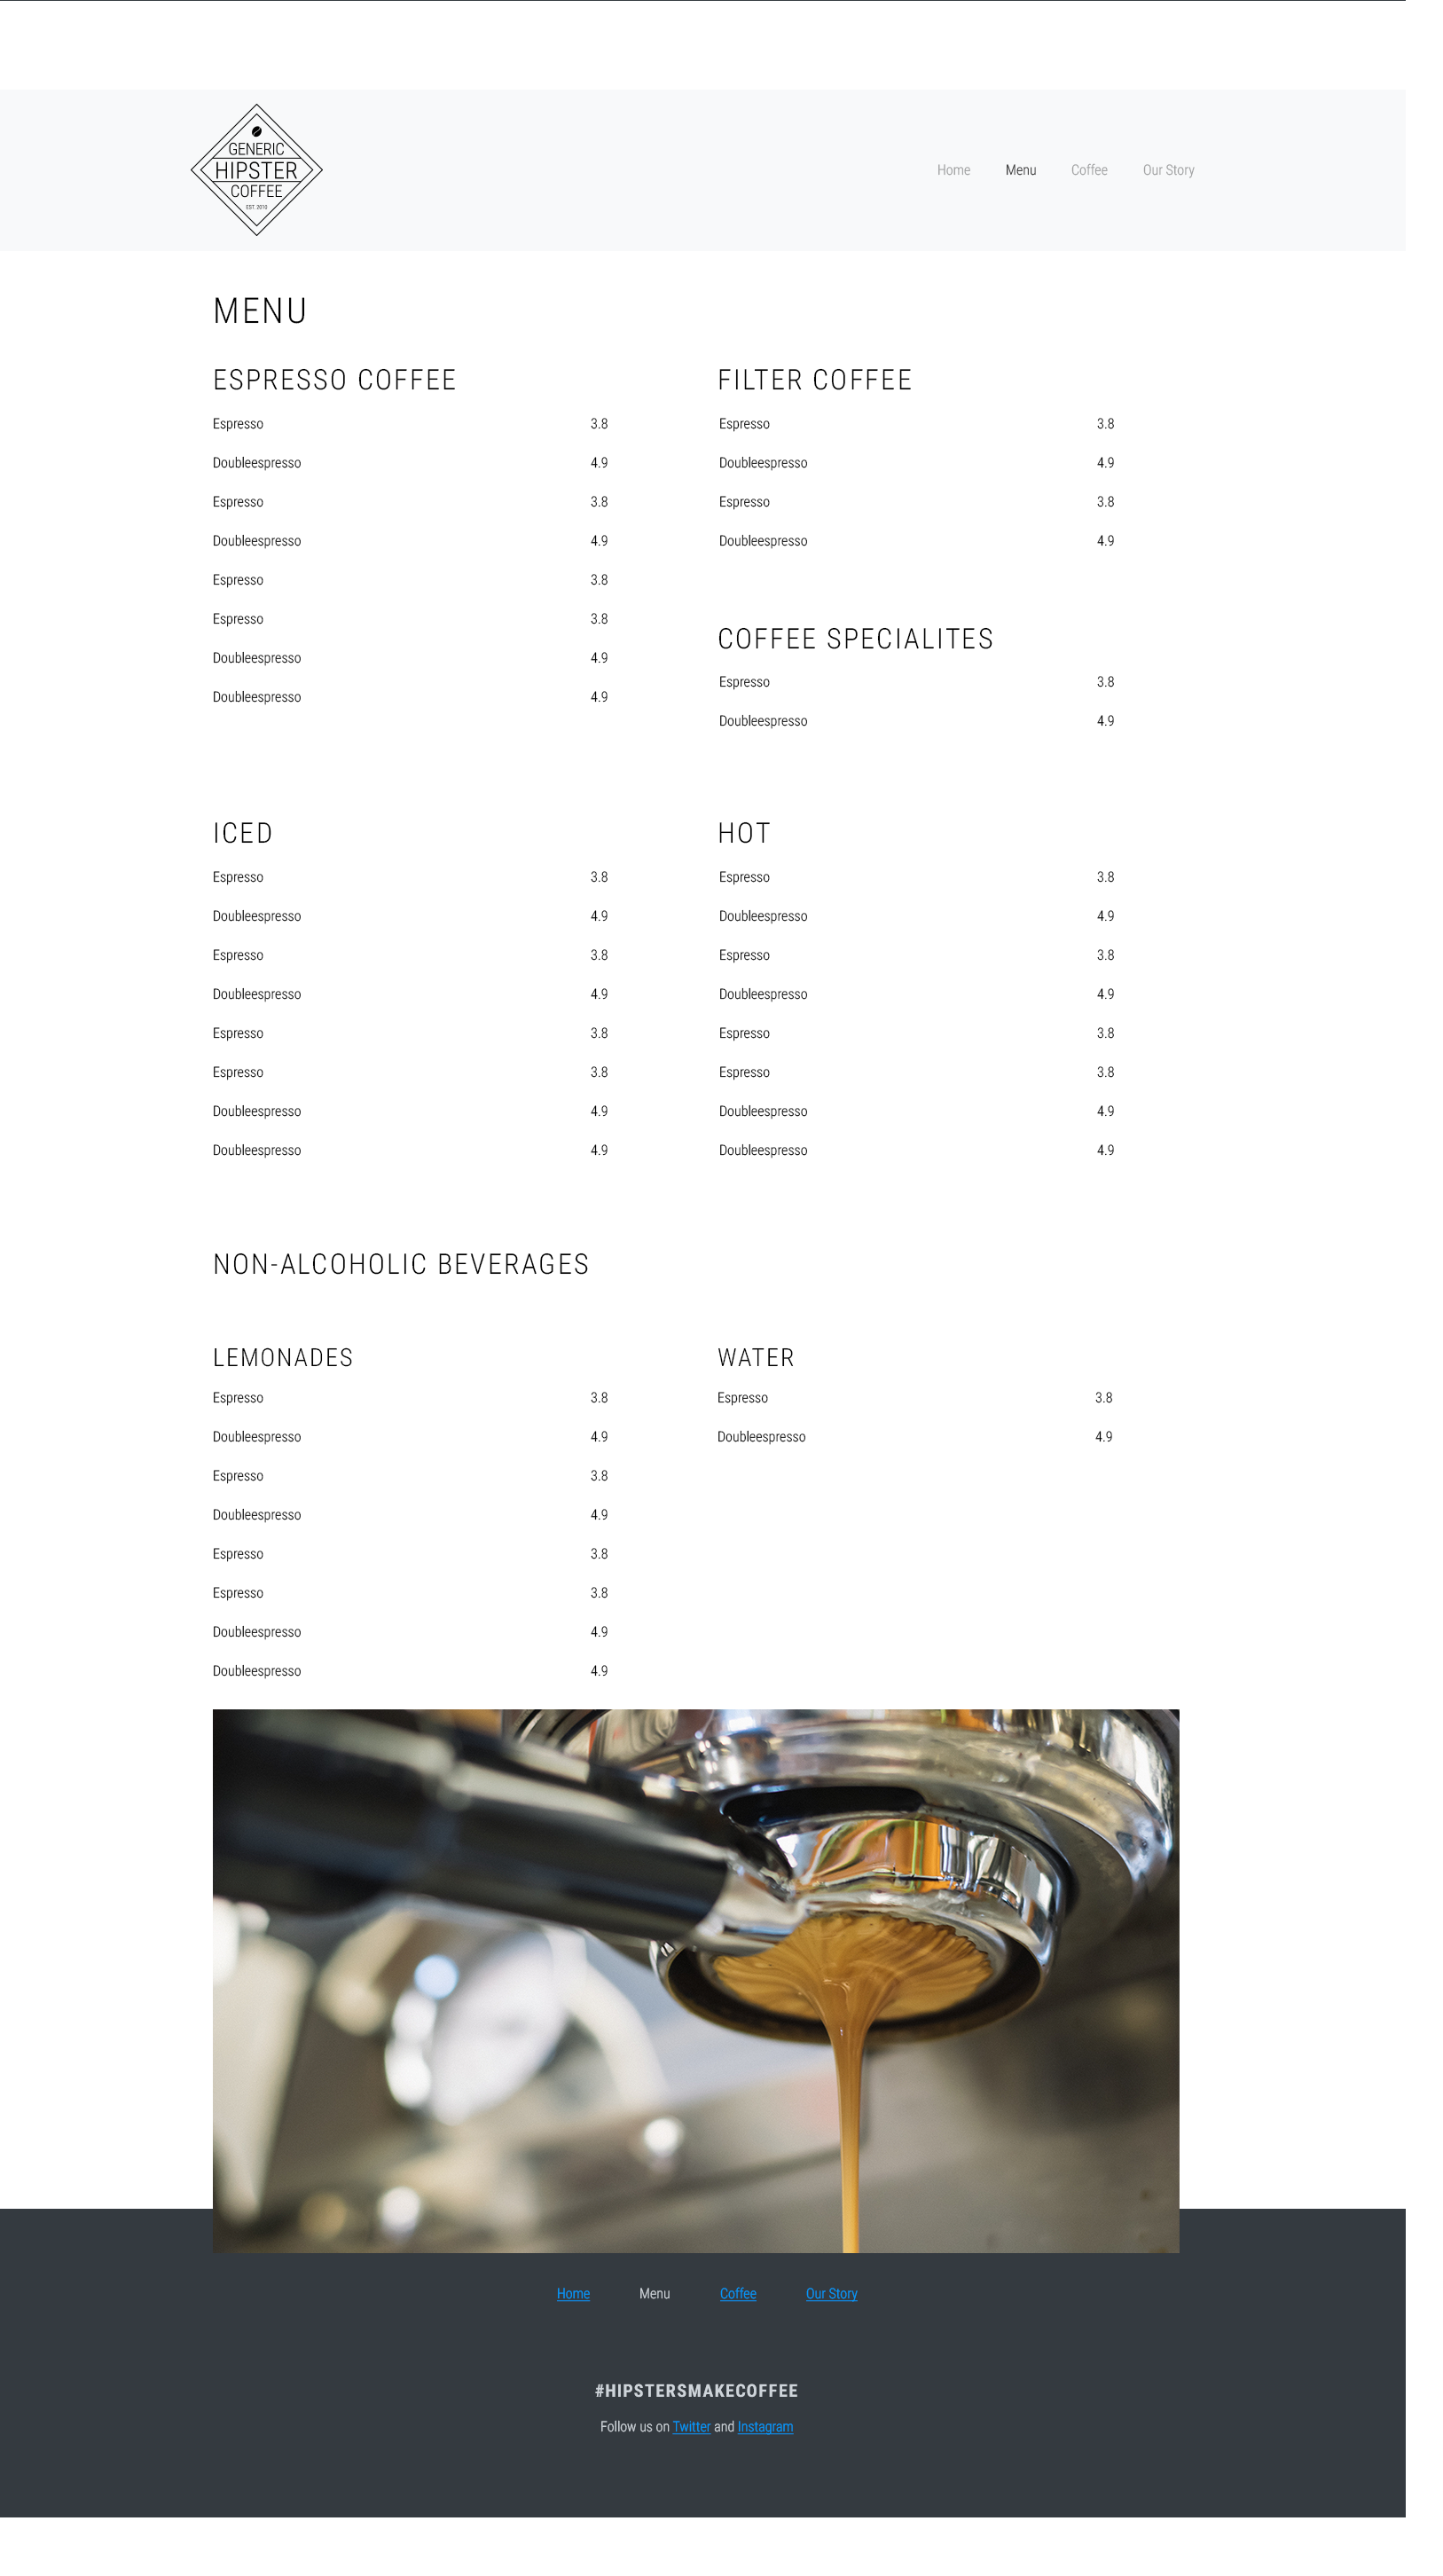 GENERIC
HIPSTER
COFFEE
EST. 2010
Home Menu Coffee Our Story
MENU
ESPRESSO COFFEE
Espresso 3.8
Doubleespresso 4.9
Espresso 3.8
Doubleespresso 4.9
Espresso 3.8
Espresso 3.8
Doubleespresso 4.9
Doubleespresso 4.9
FILTER COFFEE
Espresso 3.8
Doubleespresso 4.9
Espresso 3.8
Doubleespresso 4.9
COFFEE SPECIALITES
Espresso 3.8
Doubleespresso 4.9
ICED
Espresso 3.8
Doubleespresso 4.9
Espresso 3.8
Doubleespresso 4.9
Espresso 3.8
Espresso 3.8
Doubleespresso 4.9
Doubleespresso 4.9
HOT
Espresso 3.8
Doubleespresso 4.9
Espresso 3.8
Doubleespresso 4.9
Espresso 3.8
Espresso 3.8
Doubleespresso 4.9
Doubleespresso 4.9
NON-ALCOHOLIC BEVERAGES
LEMONADES
Espresso 3.8
Doubleespresso 4.9
Espresso 3.8
Doubleespresso 4.9
Espresso 3.8
Espresso 3.8
Doubleespresso 4.9
Doubleespresso 4.9
WATER
Espresso 3.8
Doubleespresso 4.9
Home Menu Coffee Our Story
#HIPSTERSMAKECOFFEE
Follow us on Twitter and Instagram